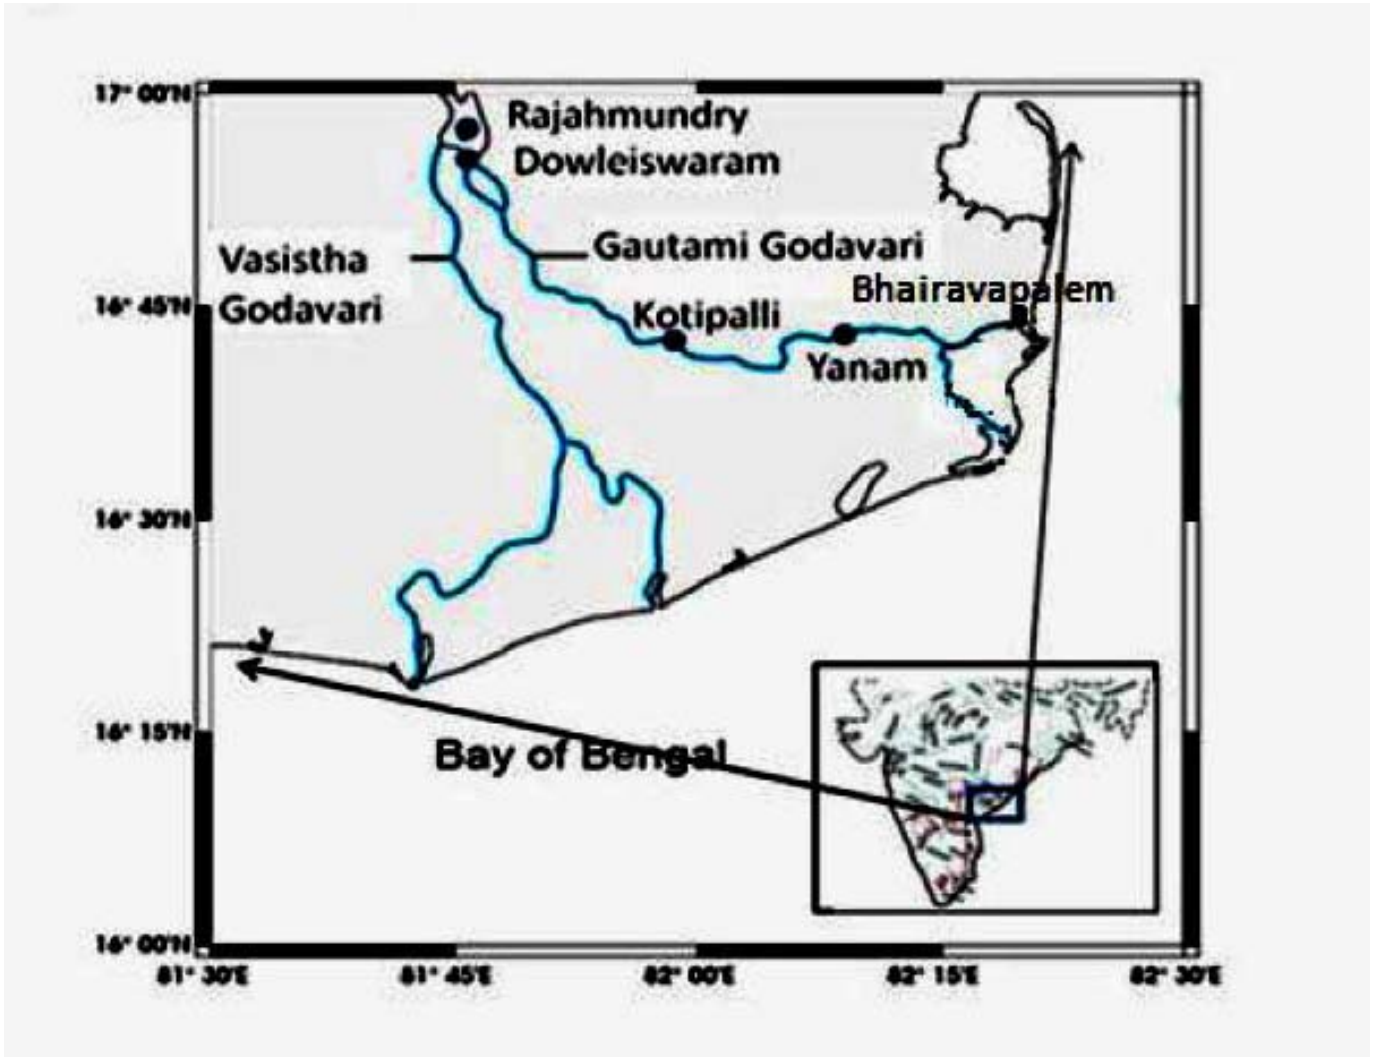 17° 00'N
Rajahmundry
Dowleiswaram
Vasistha
Godavari
Gautami Godavari
Bhairavapalem
16° 45'N
Kotipalli
Yanam
16° 30'N
16° 15'N
Bay of Bengal
16° 00'N
81° 30'E
81° 45'E
82° 00'E
82° 15'E
82° 30'E